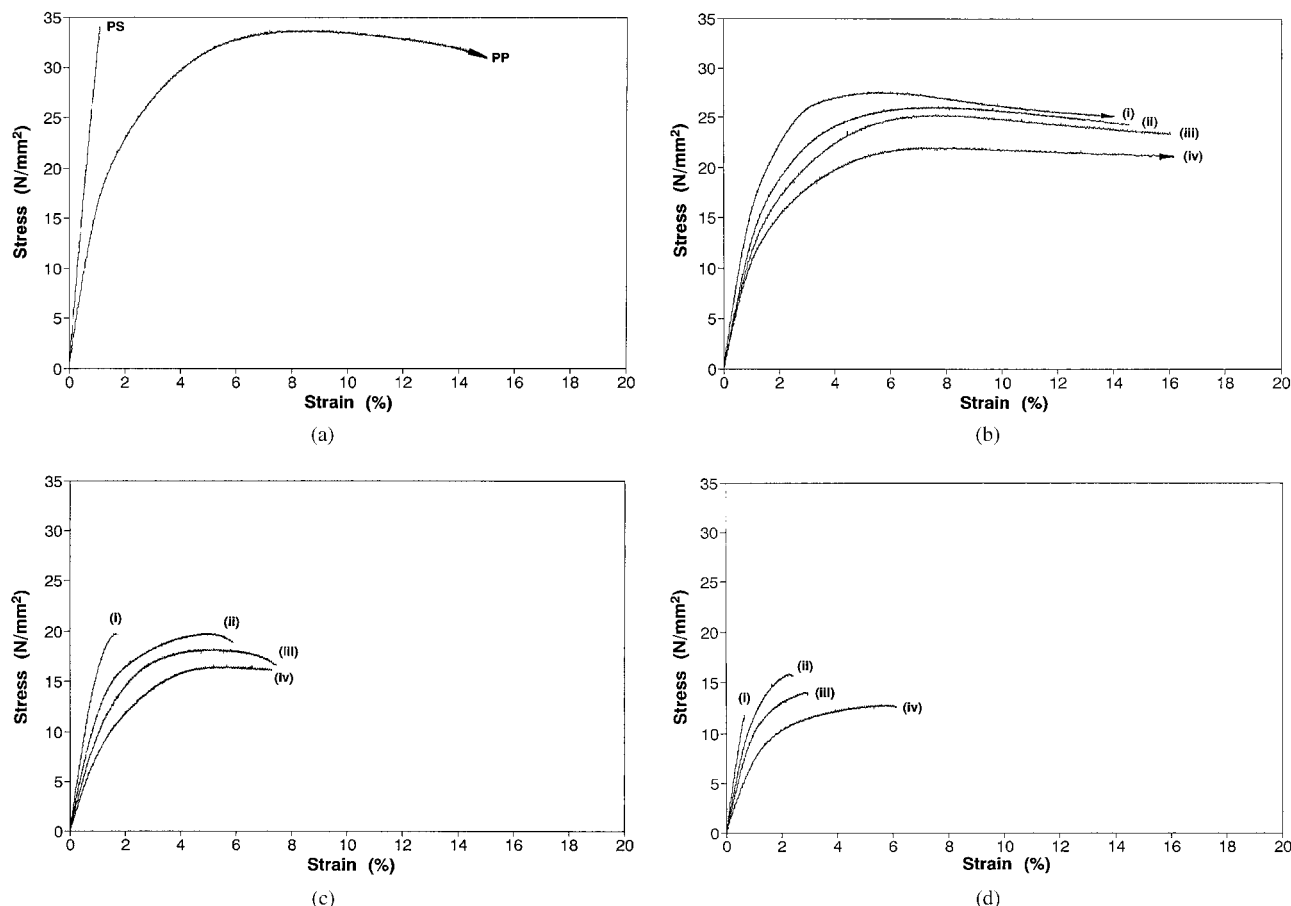 35
30
25
20
15
10
5
0
Stress (N/mm²)
PS
PP
0 2 4 6 8 10 12 14 16 18 20
Strain (%)
(a)
35
30
25
20
15
10
5
0
Stress (N/mm²)
(i)
(ii)
(iii)
(iv)
0 2 4 6 8 10 12 14 16 18 20
Strain (%)
(b)
35
30
25
20
15
10
5
0
Stress (N/mm²)
(i)
(ii)
(iii)
(iv)
0 2 4 6 8 10 12 14 16 18 20
Strain (%)
(c)
35
30
25
20
15
10
5
0
Stress (N/mm²)
(i)
(ii)
(iii)
(iv)
0 2 4 6 8 10 12 14 16 18 20
Strain (%)
(d)